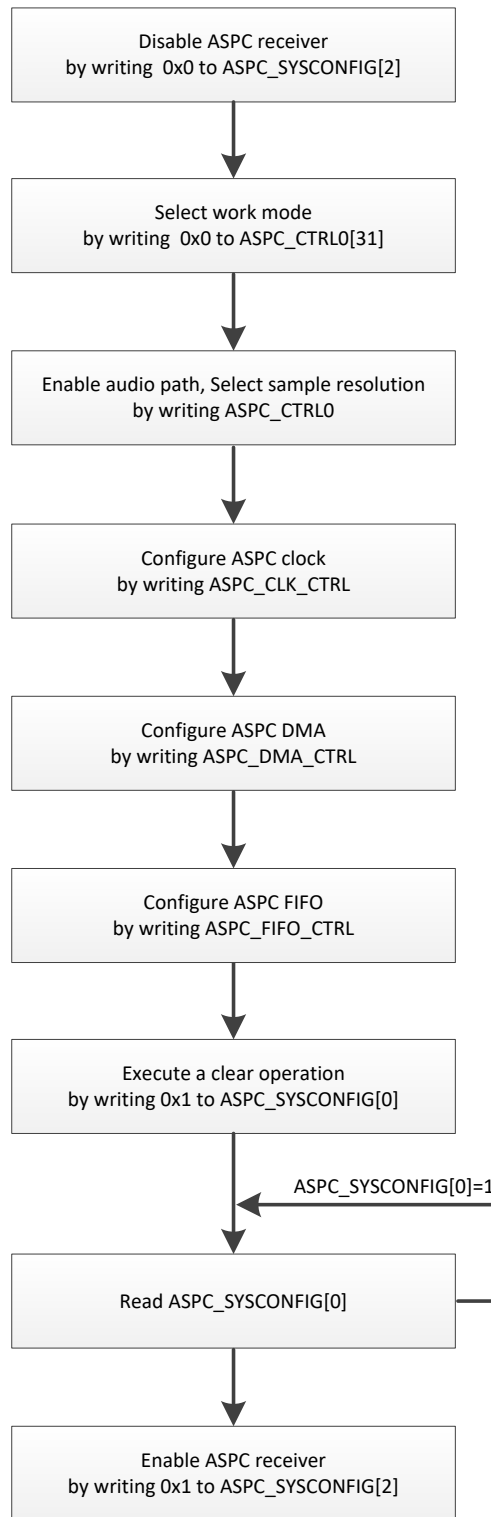 Disable ASPC receiver
by writing 0x0 to ASPC_SYSCONFIG[2]
Select work mode
by writing 0x0 to ASPC_CTRL0[31]
Enable audio path, Select sample resolution
by writing ASPC_CTRL0
Configure ASPC clock
by writing ASPC_CLK_CTRL
Configure ASPC DMA
by writing ASPC_DMA_CTRL
Configure ASPC FIFO
by writing ASPC_FIFO_CTRL
Execute a clear operation
by writing 0x1 to ASPC_SYSCONFIG[0]
ASPC_SYSCONFIG[0]=1
Read ASPC_SYSCONFIG[0]
Enable ASPC receiver
by writing 0x1 to ASPC_SYSCONFIG[2]